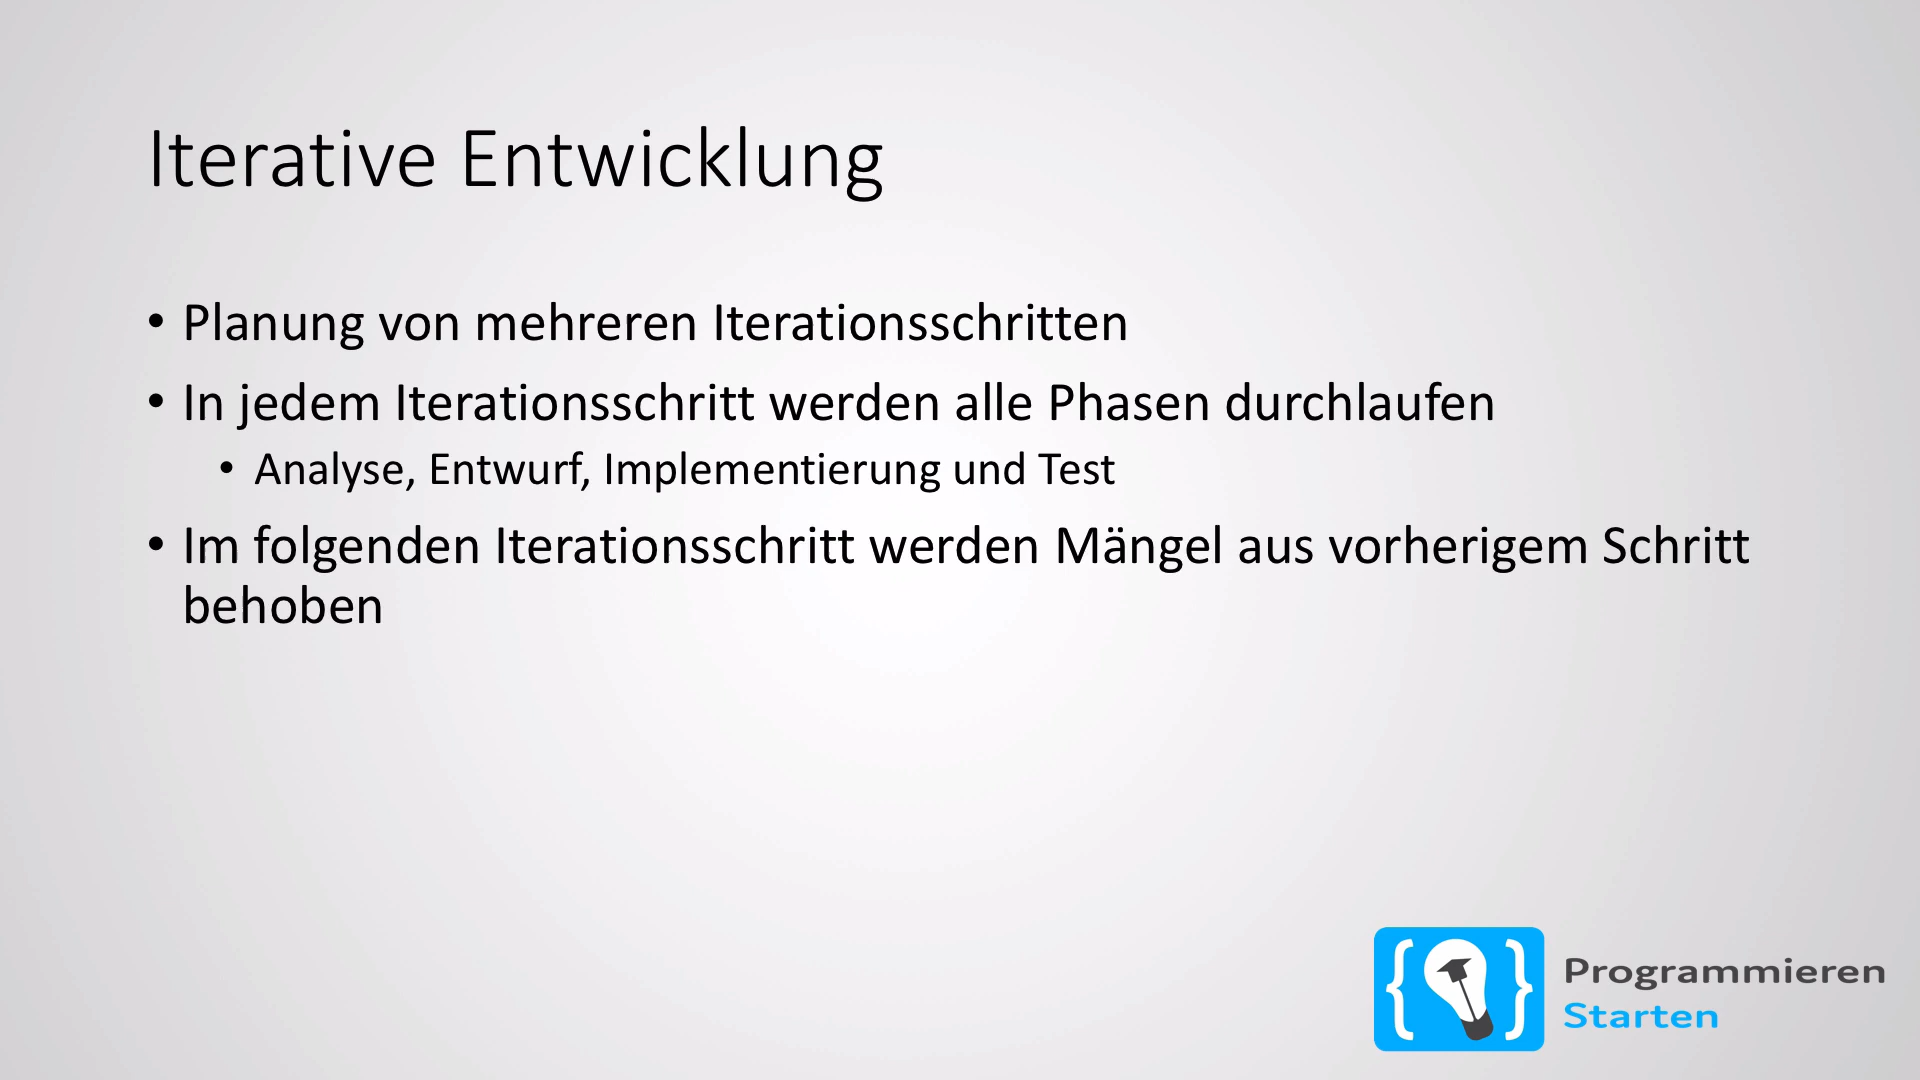 Iterative Entwicklung
• Planung von mehreren Iterationsschritten
• In jedem Iterationsschritt werden alle Phasen durchlaufen
• Analyse, Entwurf, Implementierung und Test
• Im folgenden Iterationsschritt werden Mängel aus vorherigem Schritt
behoben
Programmieren
Starten